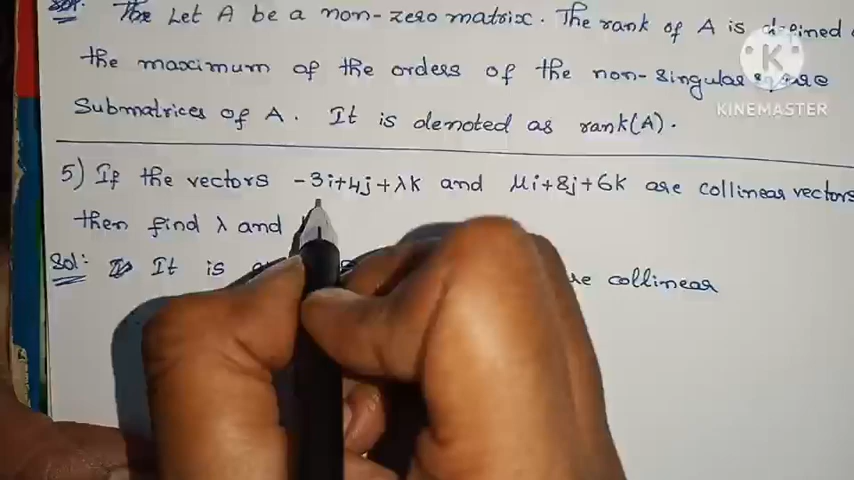 Sol: Let A be a non-zero matrix. The rank of A is defined
the maximum of the orders of the non-singular square
K
KINEMASTER
submatrices of A. It is denoted as rank(A).
5) If the vectors -3i+4j+λk and μi+8j+6k are collinear vectors
then find λ and
Sol: It is are collinear